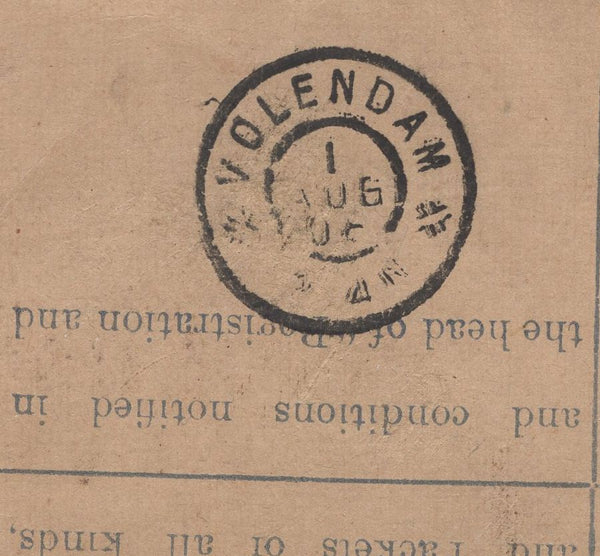 VOLENDAM
1
AUG
and Packets of all kinds,
and conditions notified in
the head of "Registration and